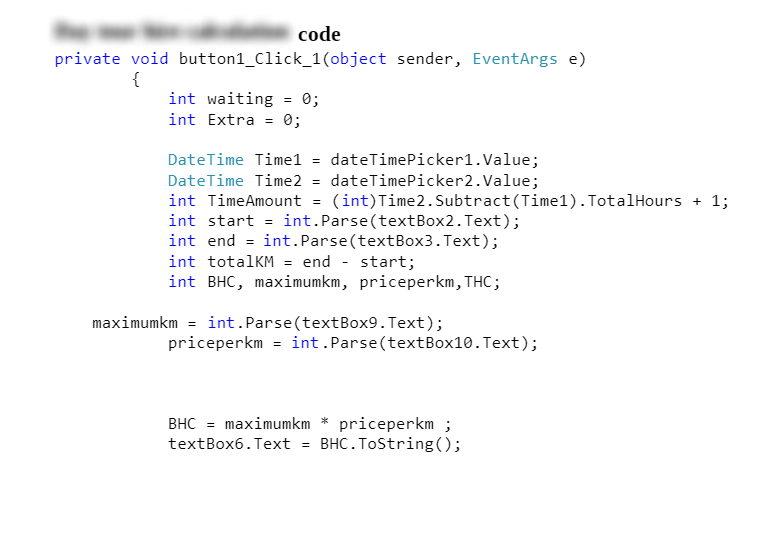 code
private void button1_Click_1(object sender, EventArgs e)
{
int waiting = 0;
int Extra = 0;
DateTime Time1 = dateTimePicker1.Value;
DateTime Time2 = dateTimePicker2.Value;
int TimeAmount = (int)Time2.Subtract(Time1).TotalHours + 1;
int start = int.Parse(textBox2.Text);
int end = int.Parse(textBox3.Text);
int totalKM = end - start;
int BHC, maximumkm, priceperkm,THC;
maximumkm = int.Parse(textBox9.Text);
priceperkm = int.Parse(textBox10.Text);
BHC = maximumkm * priceperkm ;
textBox6.Text = BHC.ToString();